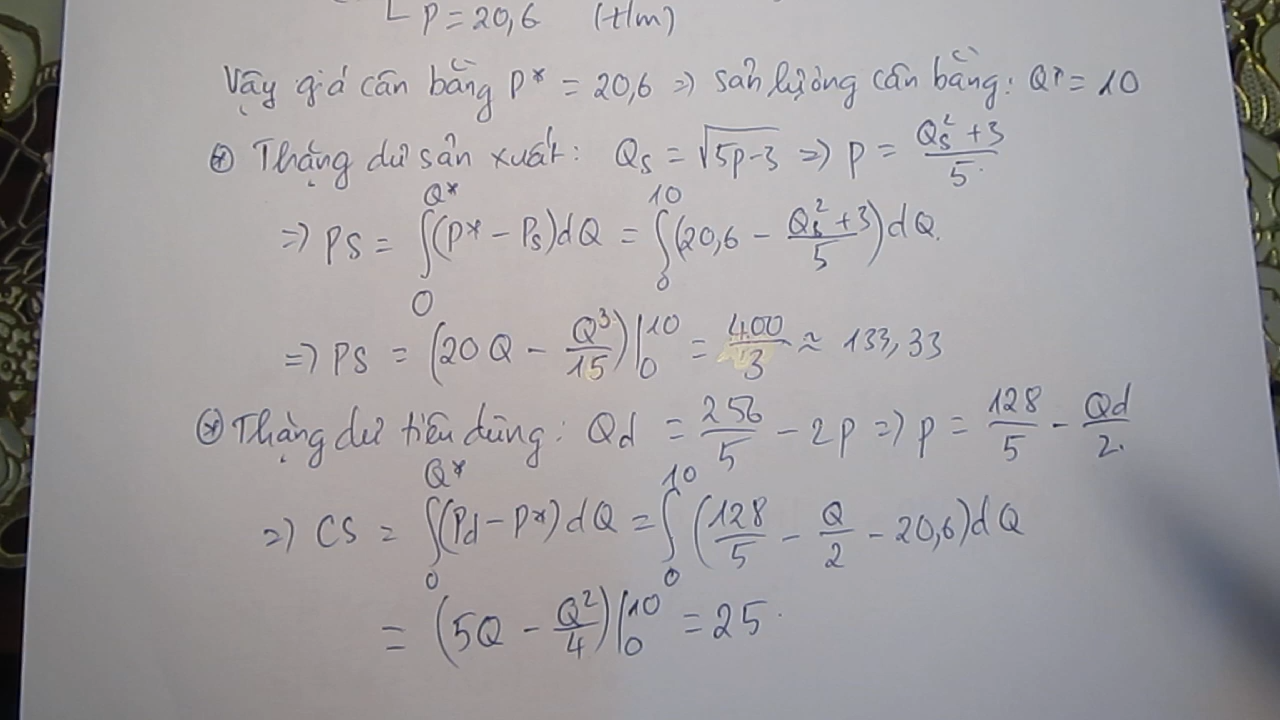 p = 20,6 (t/m)
Vậy giá cân bằng p* = 20,6 => sản lượng cân bằng: Q* = 10
⊛ Thặng dư sản xuất: Qs = √(5p-3) => p = (Qs² + 3)/5
=> PS = ∫₀^Q* (p* - Ps)dQ = ∫₀^10 (20,6 - (Qs² + 3)/5)dQ.
=> PS = (20Q - Q³/15)|₀^10 = 400/3 ≈ 133,33
⊛ Thặng dư tiêu dùng: Qd = 256/5 - 2p => p = 128/5 - Qd/2.
=> CS = ∫₀^Q* (Pd - p*)dQ = ∫₀^10 (128/5 - Q/2 - 20,6)dQ
= (5Q - Q²/4)|₀^10 = 25.